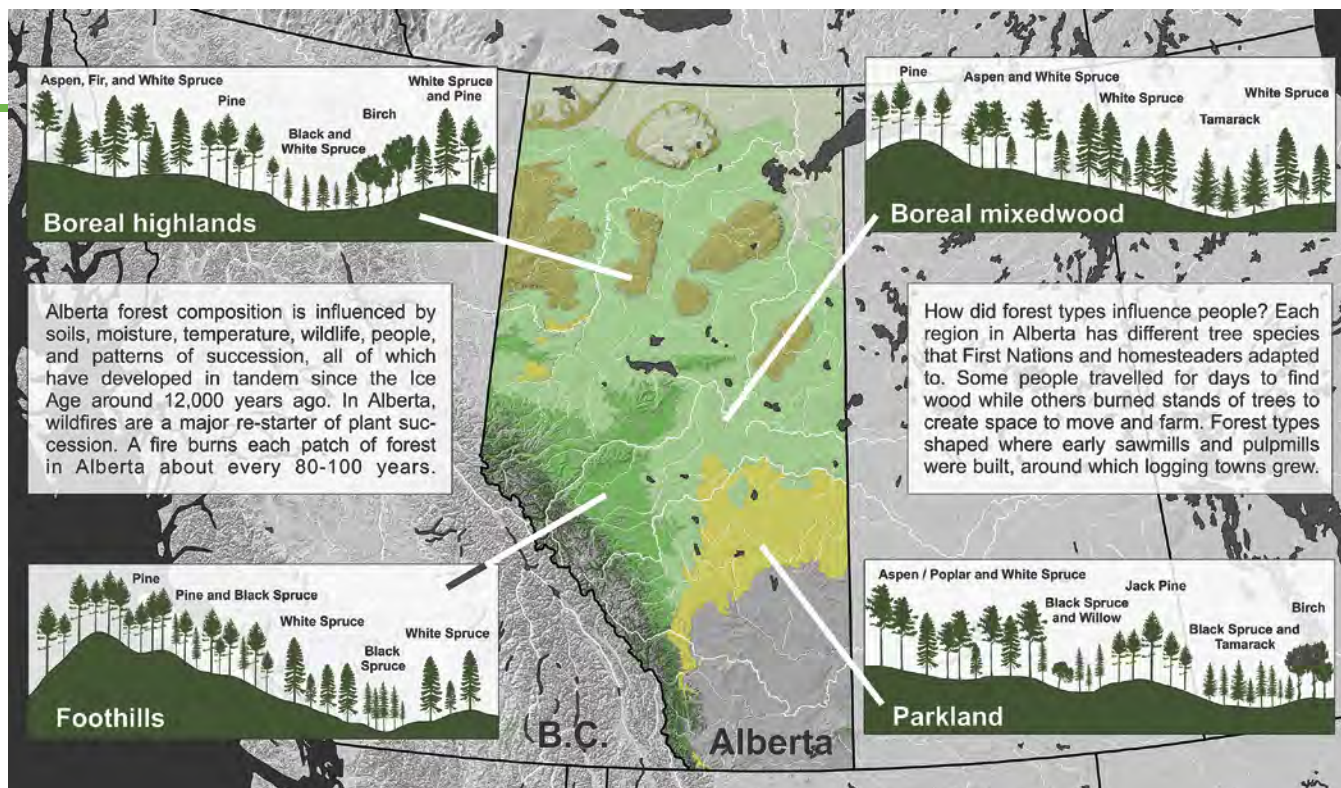 Aspen, Fir, and White Spruce
Pine
Black and
White Spruce
Birch
White Spruce
and Pine
Boreal highlands
Pine
Aspen and White Spruce
White Spruce
Tamarack
White Spruce
Boreal mixedwood
Alberta forest composition is influenced by
soils, moisture, temperature, wildlife, people,
and patterns of succession, all of which
have developed in tandem since the Ice
Age around 12,000 years ago. In Alberta,
wildfires are a major re-starter of plant suc-
cession. A fire burns each patch of forest
in Alberta about every 80-100 years.
How did forest types influence people? Each
region in Alberta has different tree species
that First Nations and homesteaders adapted
to. Some people travelled for days to find
wood while others burned stands of trees to
create space to move and farm. Forest types
shaped where early sawmills and pulpmills
were built, around which logging towns grew.
Pine
Pine and Black Spruce
White Spruce
Black
Spruce
White Spruce
Foothills
Aspen / Poplar and White Spruce
Black Spruce
and Willow
Jack Pine
Black Spruce and
Tamarack
Birch
Parkland
B.C.
Alberta